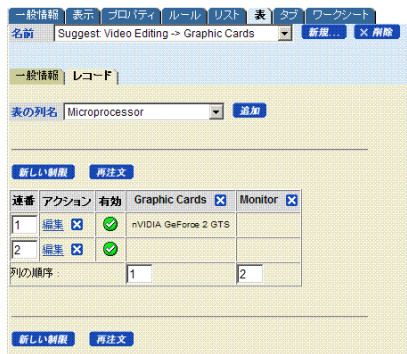 一般情報 表示 プロパティ ルール リスト 表 タブ ワークシート
名前 Suggest: Video Editing -> Graphic Cards 新規... 削除
一般情報 レコード
表の列名 Microprocessor 追加
新しい制限 再注文
連番 アクション 有効 Graphic Cards Monitor
1 編集 nVIDIA GeForce 2 GTS
2 編集
列の順序 : 1 2
新しい制限 再注文